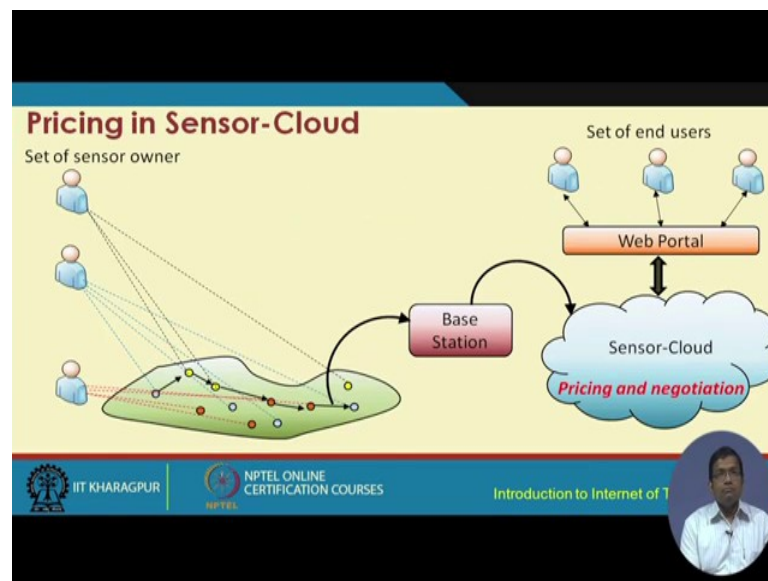 Pricing in Sensor-Cloud
Set of sensor owner
Set of end users
Web Portal
Base
Station
Sensor-Cloud
Pricing and negotiation
IIT KHARAGPUR
NPTEL
NPTEL ONLINE
CERTIFICATION COURSES
Introduction to Internet of